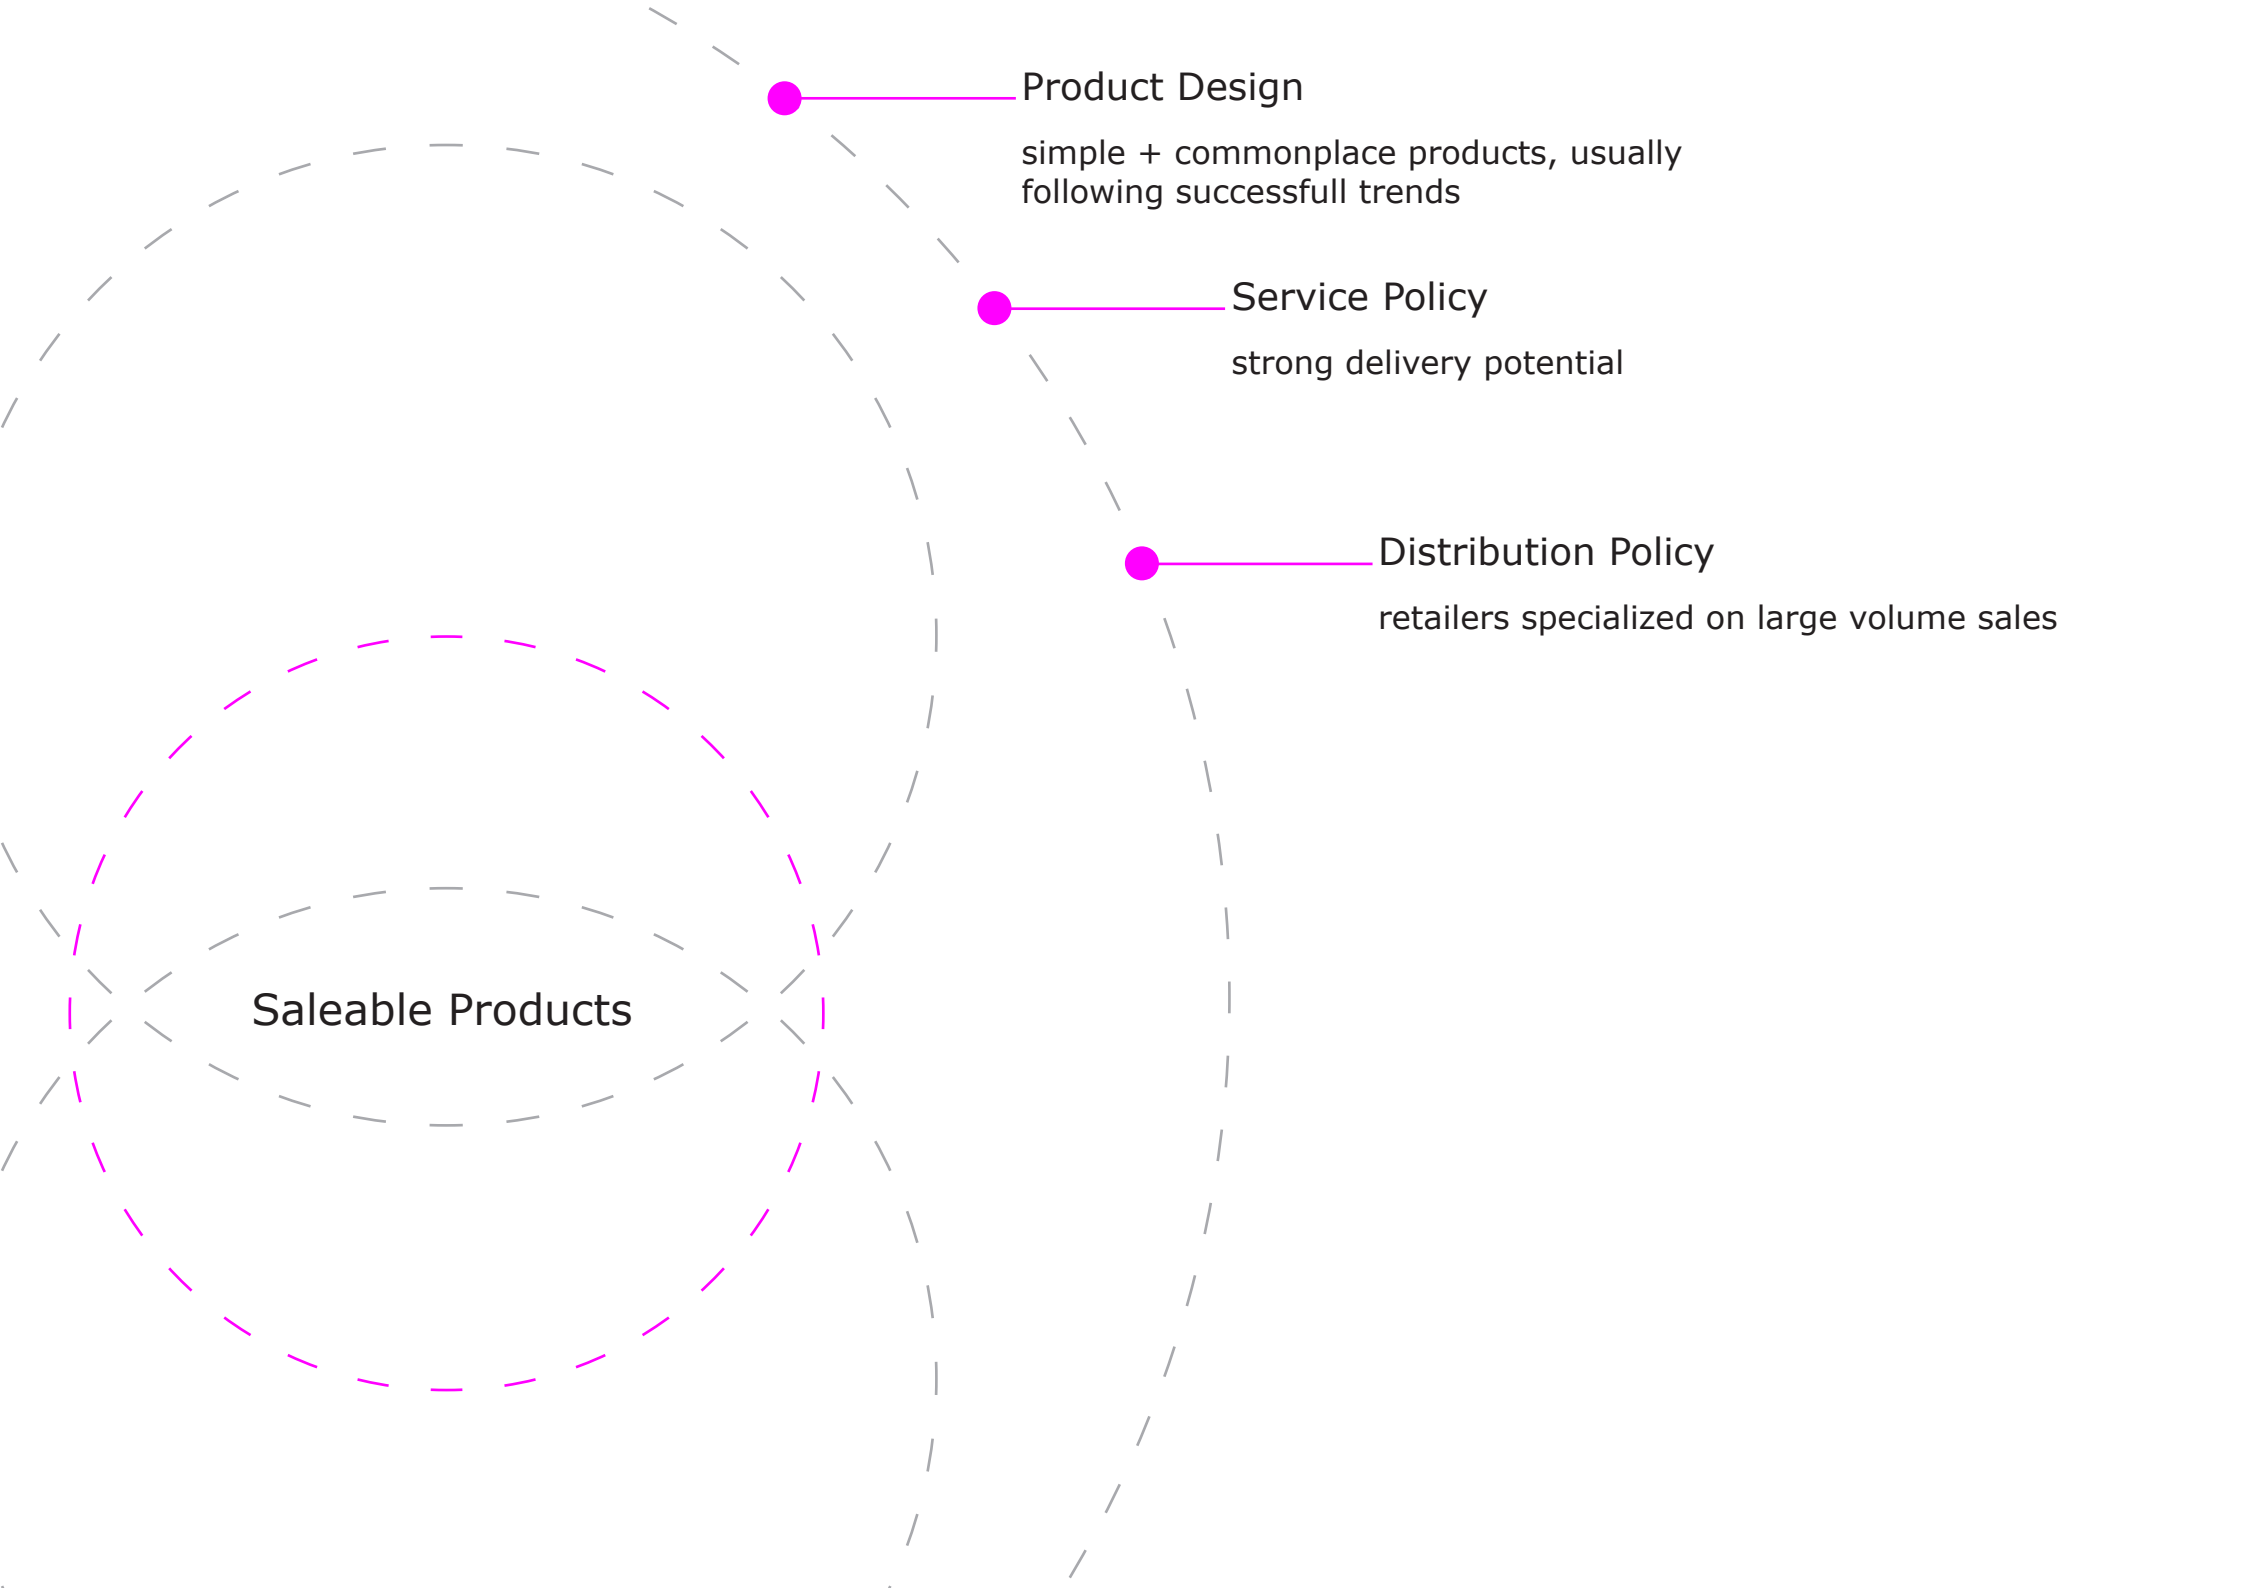 Product Design
simple + commonplace products, usually
following successfull trends
Service Policy
strong delivery potential
Distribution Policy
retailers specialized on large volume sales
Saleable Products